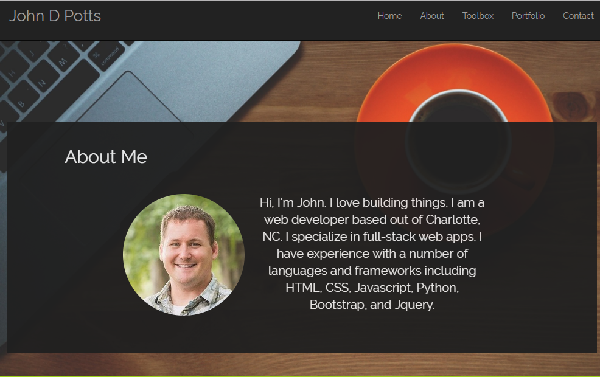 John D Potts
Home About Toolbox Portfolio Contact
About Me
Hi, I'm John. I love building things. I am a
web developer based out of Charlotte,
NC. I specialize in full-stack web apps. I
have experience with a number of
languages and frameworks including
HTML, CSS, Javascript, Python,
Bootstrap, and Jquery.